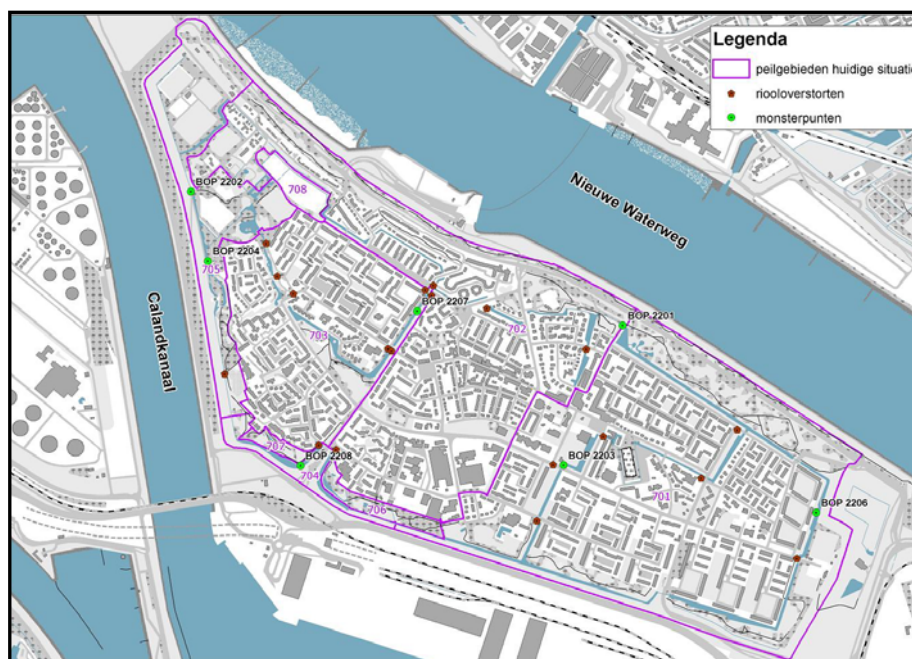 Legenda
peilgebieden huidige situatie
riooloverstorten
monsterpunten
BOP 2202
708
Nieuwe Waterweg
BOP 2204
705
Calandkanaal
BOP 2207
702
BOP 2201
703
707
BOP 2208
704
BOP 2203
701
706
BOP 2206